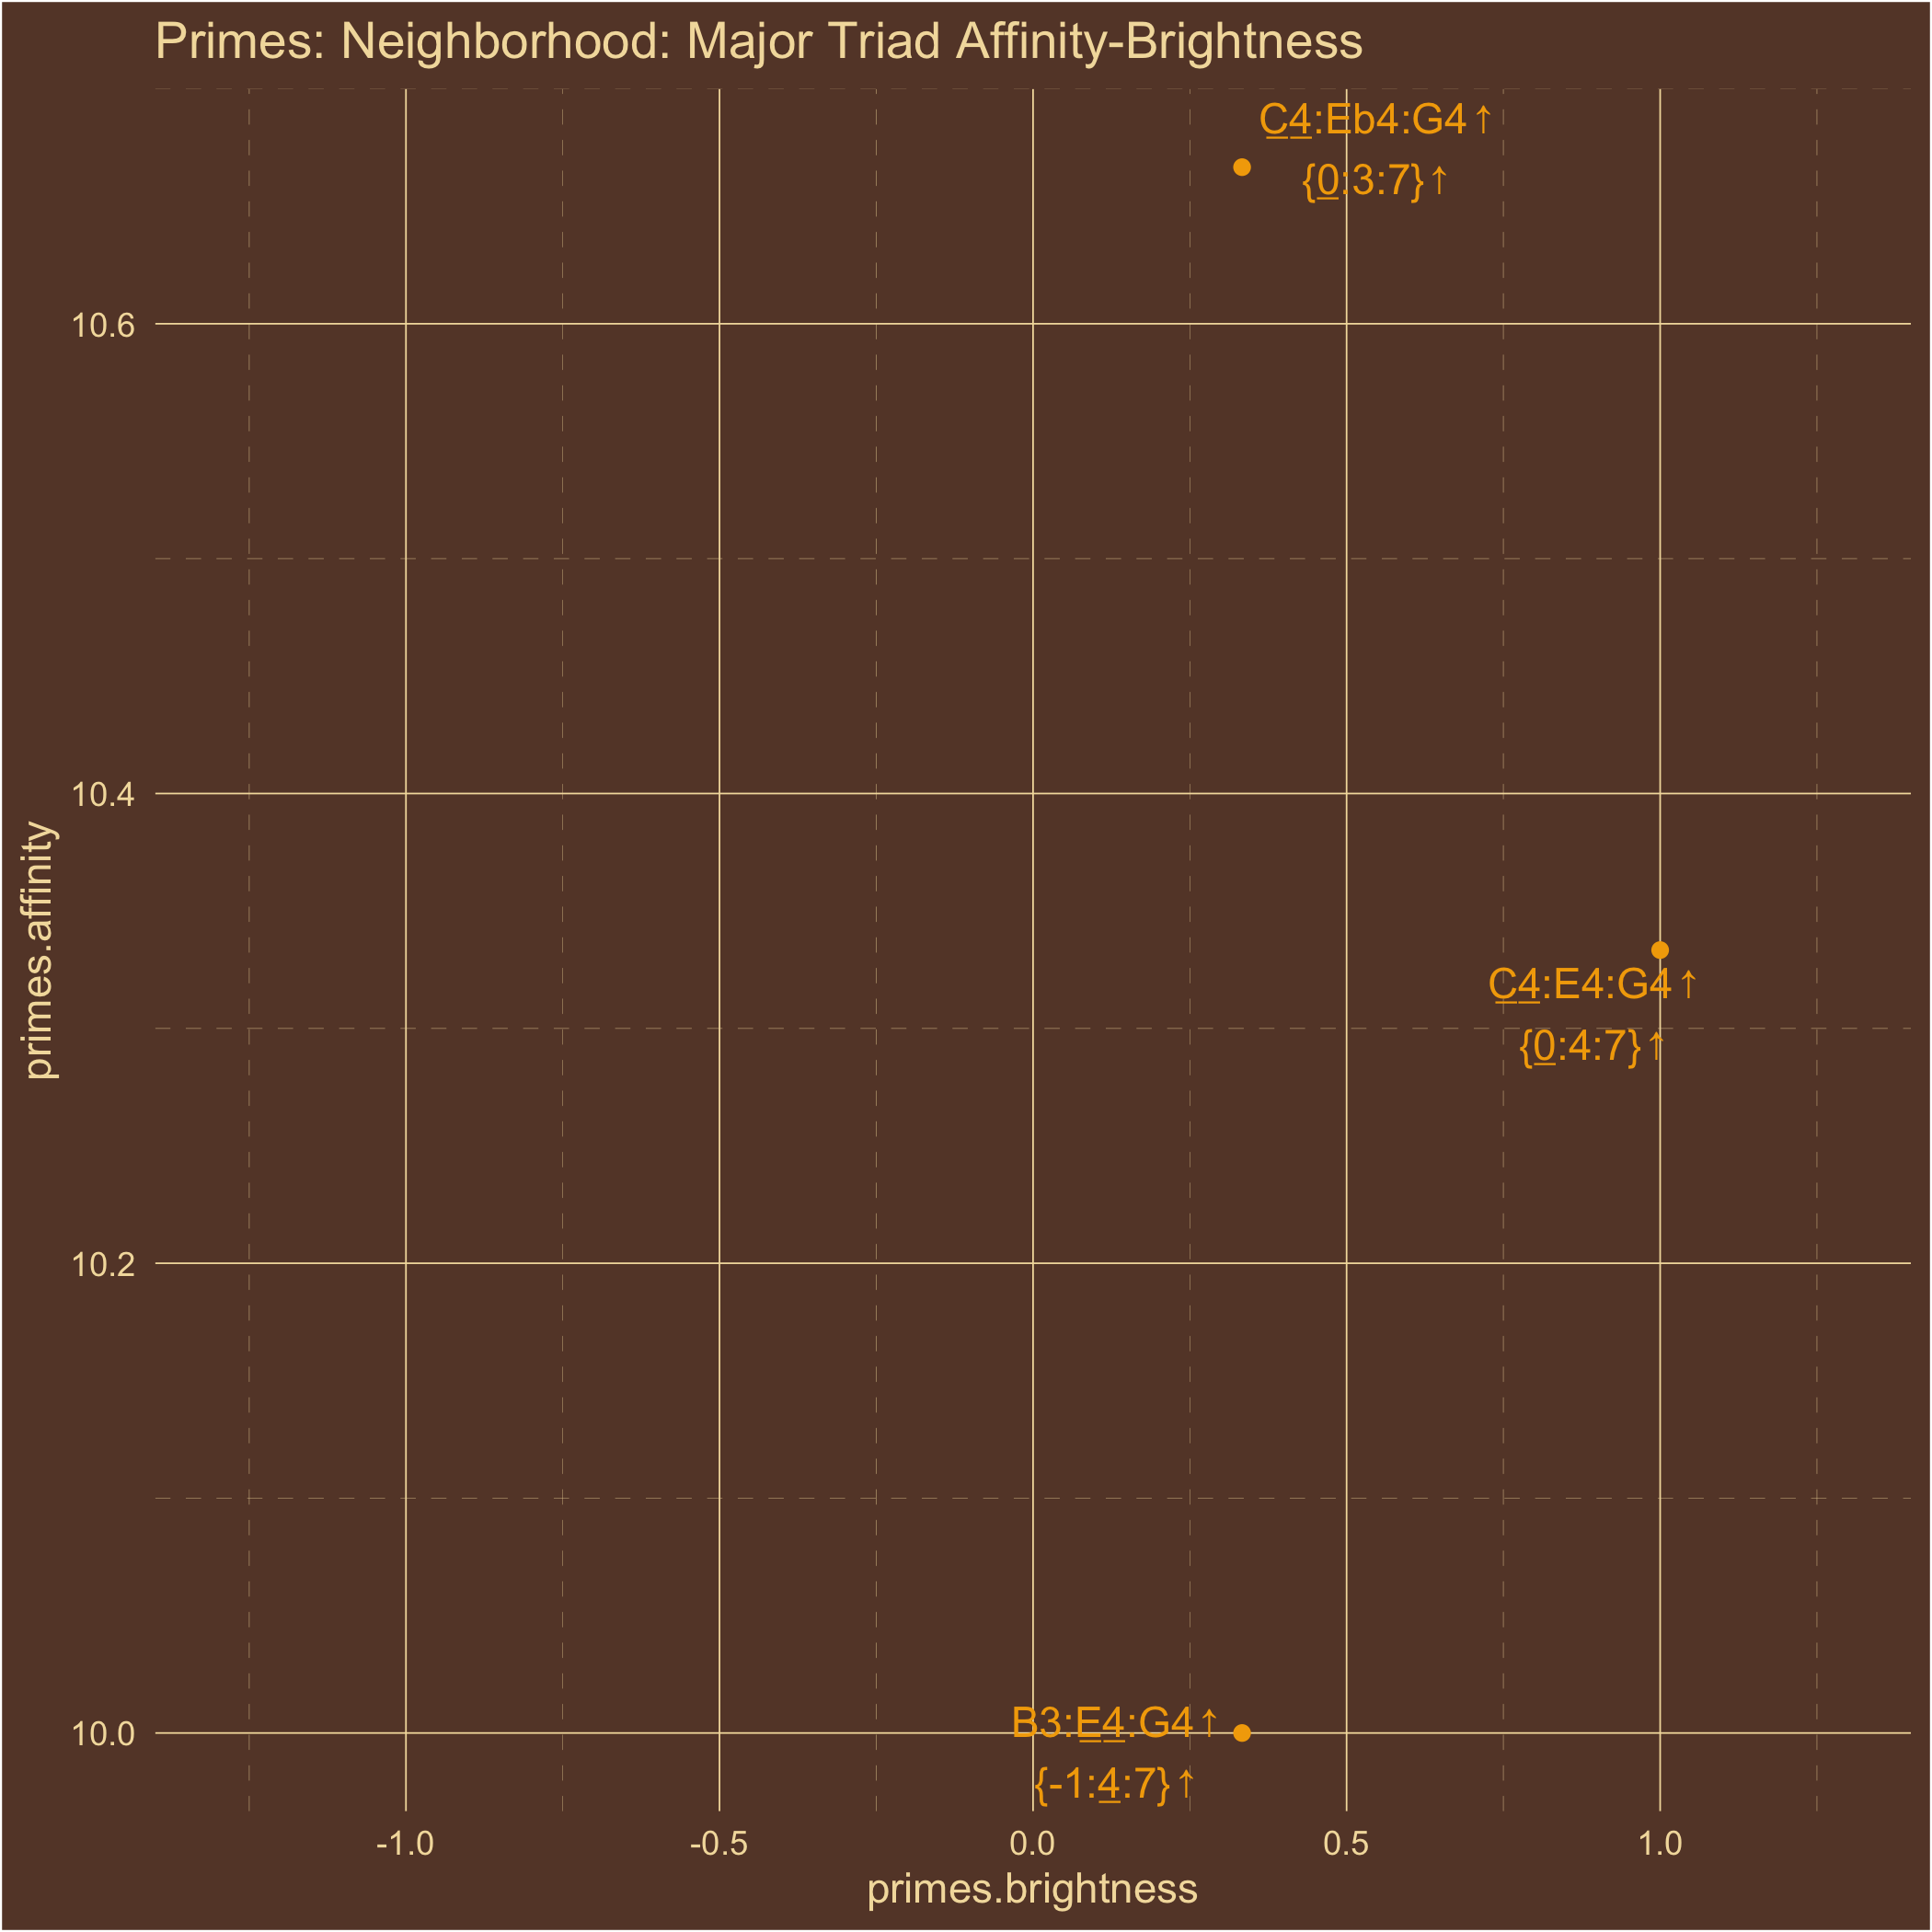 Primes: Neighborhood: Major Triad Affinity-Brightness
C4:Eb4:G4↑
{0:3:7}↑
10.6
10.4
primes.affinity
C4:E4:G4↑
{0:4:7}↑
10.2
B3:E4:G4↑
10.0
{-1:4:7}↑
-1.0 -0.5 0.0 0.5 1.0
primes.brightness